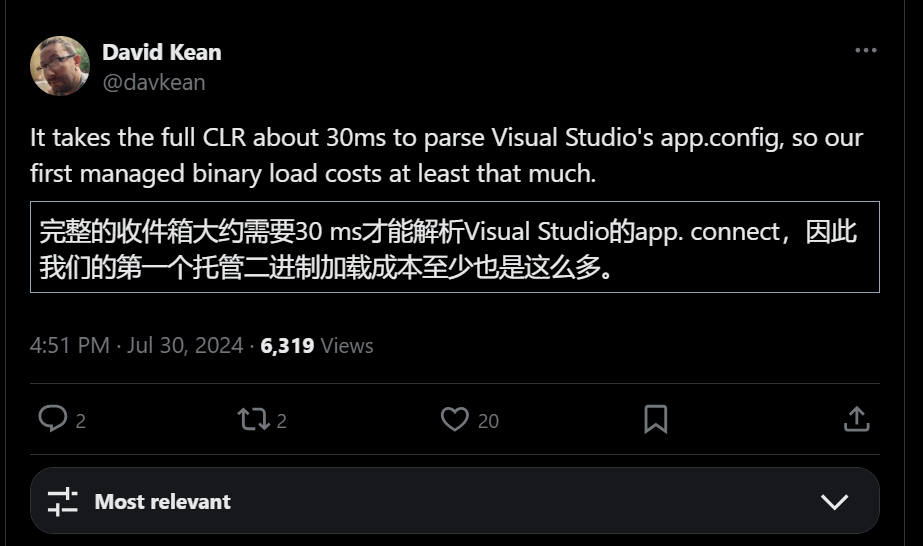 David Kean
@davkean
It takes the full CLR about 30ms to parse Visual Studio's app.config, so our
first managed binary load costs at least that much.
完整的收件箱大约需要30 ms才能解析Visual Studio的app. connect，因此
我们的第一个托管二进制加载成本至少也是这么多。
4:51 PM · Jul 30, 2024 · 6,319 Views
2 2 20
Most relevant